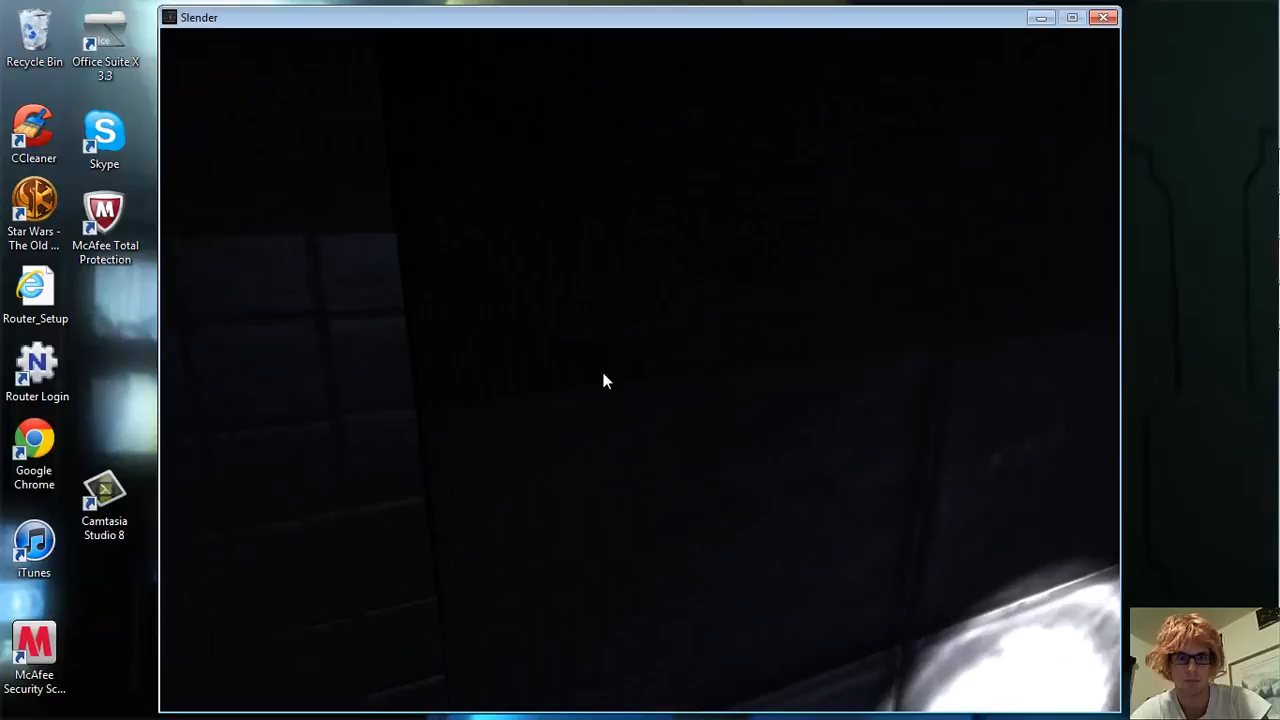 Slender
Recycle Bin
Office Suite X
3.3
CCleaner
Skype
Star Wars -
The Old ...
McAfee Total
Protection
Router_Setup
Router Login
Google
Chrome
Camtasia
Studio 8
iTunes
McAfee
Security Sc...